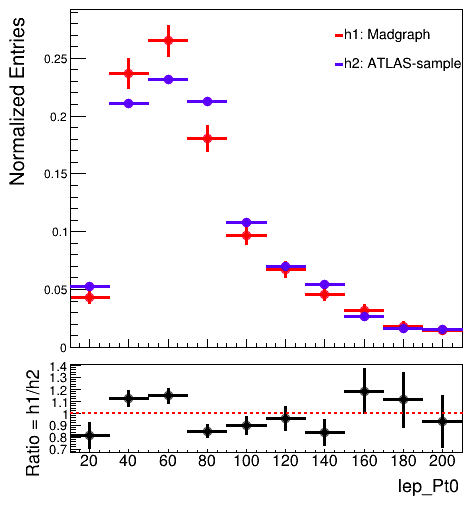 Normalized Entries
h1: Madgraph
h2: ATLAS-sample
0.25
0.2
0.15
0.1
0.05
0
Ratio = h1/h2
1.4
1.3
1.2
1.1
1
0.9
0.8
0.7
20 40 60 80 100 120 140 160 180 200
lep_Pt0